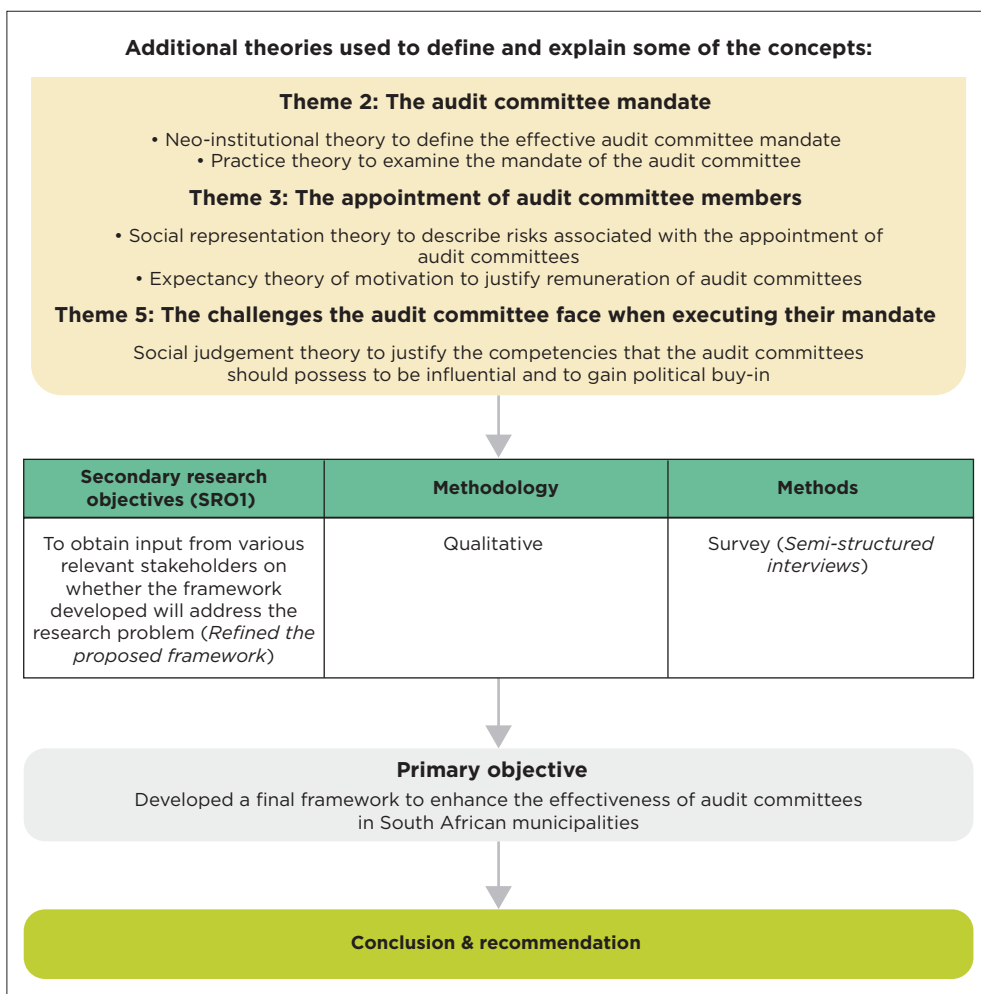 Additional theories used to define and explain some of the concepts:
Theme 2: The audit committee mandate
• Neo-institutional theory to define the effective audit committee mandate
• Practice theory to examine the mandate of the audit committee
Theme 3: The appointment of audit committee members
• Social representation theory to describe risks associated with the appointment of
audit committees
• Expectancy theory of motivation to justify remuneration of audit committees
Theme 5: The challenges the audit committee face when executing their mandate
Social judgement theory to justify the competencies that the audit committees
should possess to be influential and to gain political buy-in
Secondary research
objectives (SRO1)
Methodology
Methods
To obtain input from various
relevant stakeholders on
whether the framework
developed will address the
research problem (Refined the
proposed framework)
Qualitative
Survey (Semi-structured
interviews)
Primary objective
Developed a final framework to enhance the effectiveness of audit committees
in South African municipalities
Conclusion & recommendation